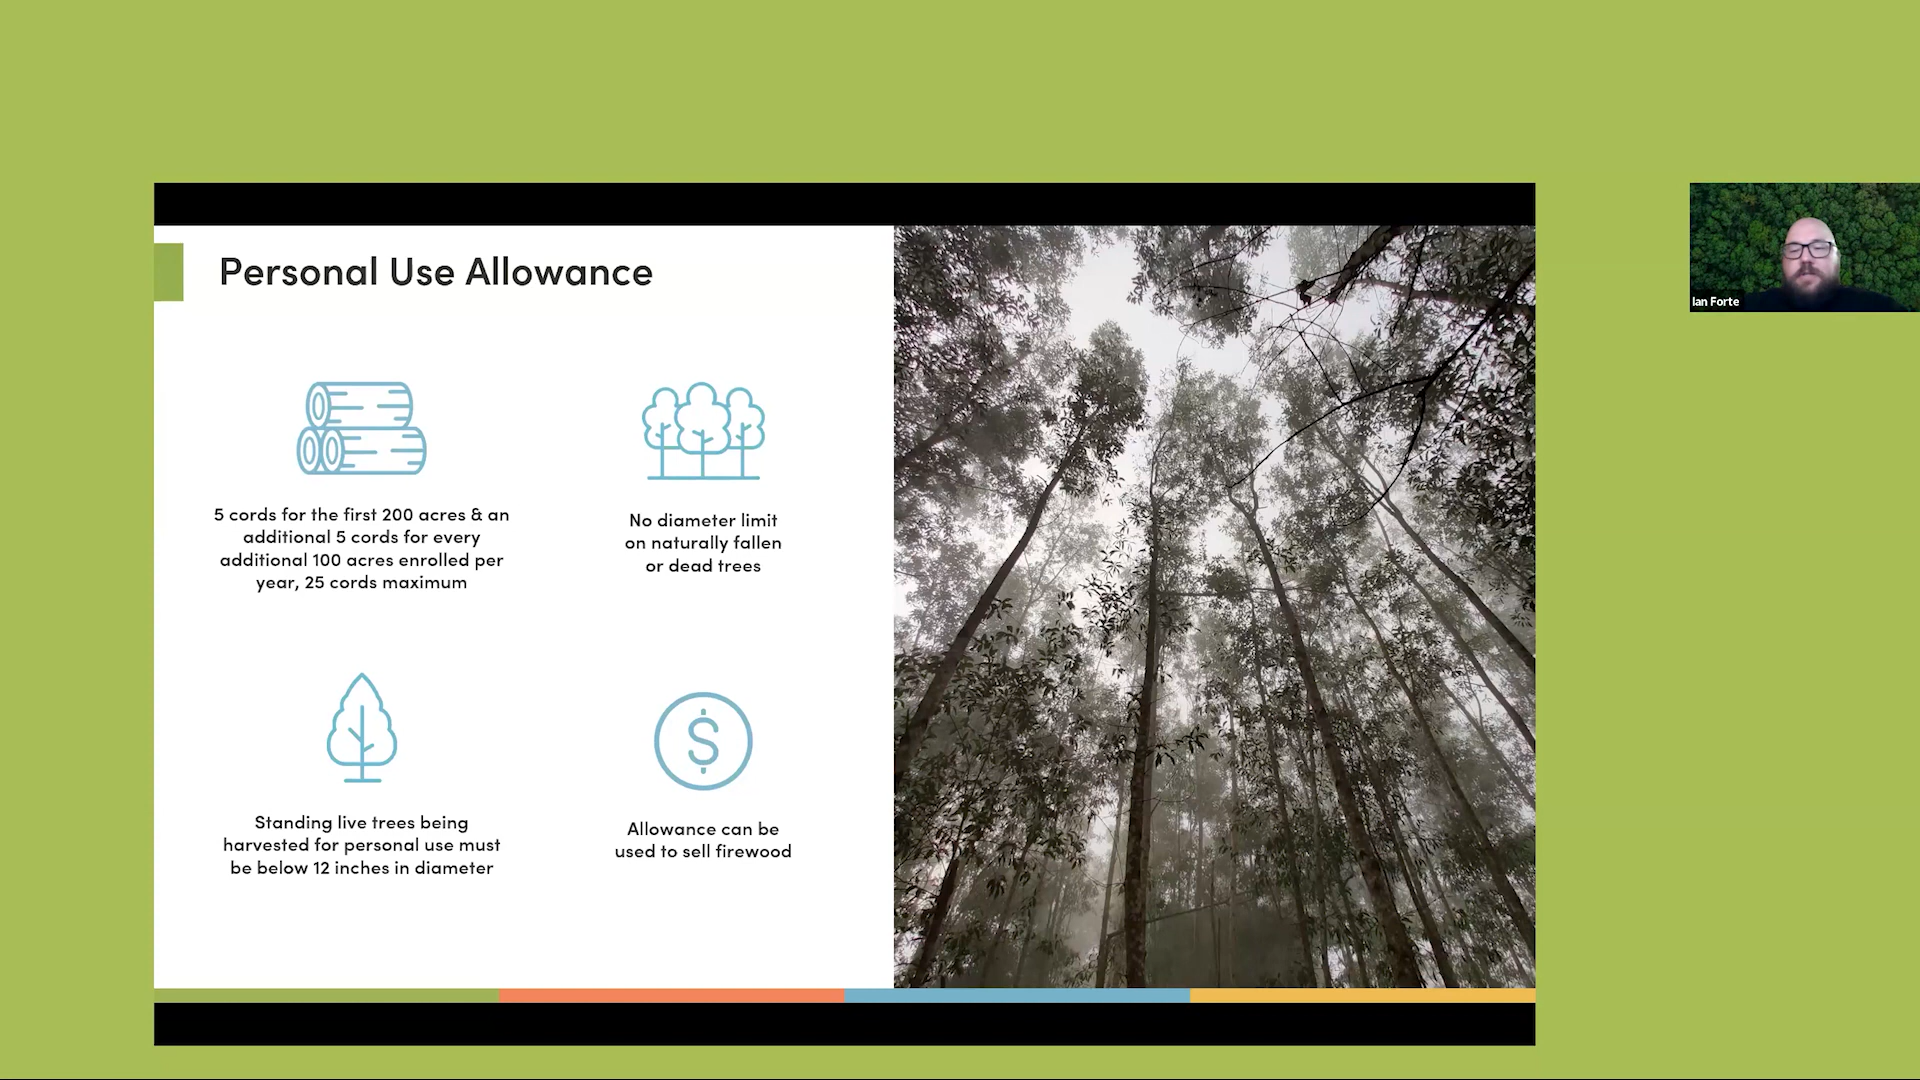 Personal Use Allowance
5 cords for the first 200 acres & an
additional 5 cords for every
additional 100 acres enrolled per
year, 25 cords maximum
No diameter limit
on naturally fallen
or dead trees
Standing live trees being
harvested for personal use must
be below 12 inches in diameter
Allowance can be
used to sell firewood
Ian Forte